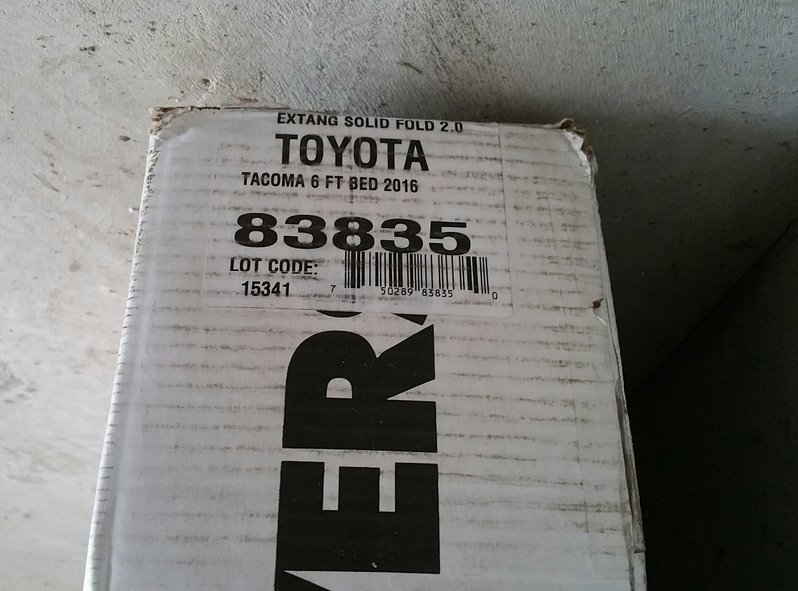 EXTANG SOLID FOLD 2.0
TOYOTA
TACOMA 6 FT BED 2016
83835
LOT CODE:
15341
7 50289 83835 0
VERS